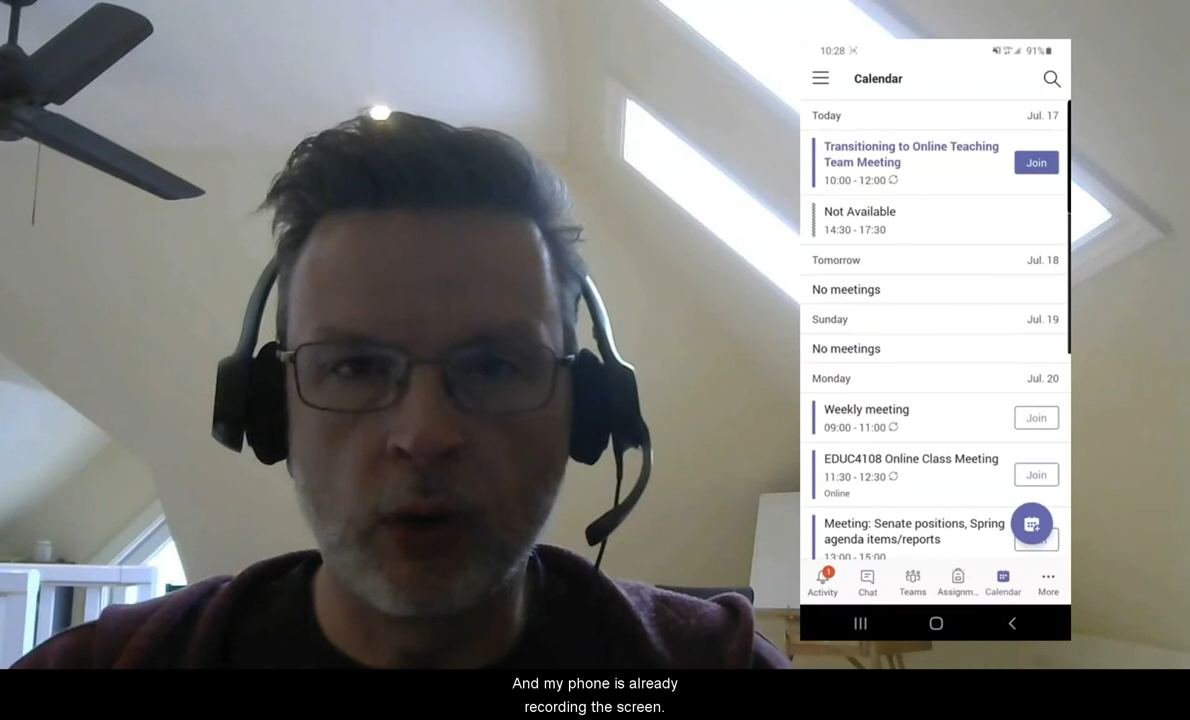 10:28
91%
Calendar
Today
Jul. 17
Transitioning to Online Teaching
Team Meeting
10:00 - 12:00
Join
Not Available
14:30 - 17:30
Tomorrow
Jul. 18
No meetings
Sunday
Jul. 19
No meetings
Monday
Jul. 20
Weekly meeting
09:00 - 11:00
Join
EDUC4108 Online Class Meeting
11:30 - 12:30
Online
Join
Meeting: Senate positions, Spring
agenda items/reports
13:00 - 15:00
1
Activity
Chat
Teams
Assignm...
Calendar
More
And my phone is already
recording the screen.